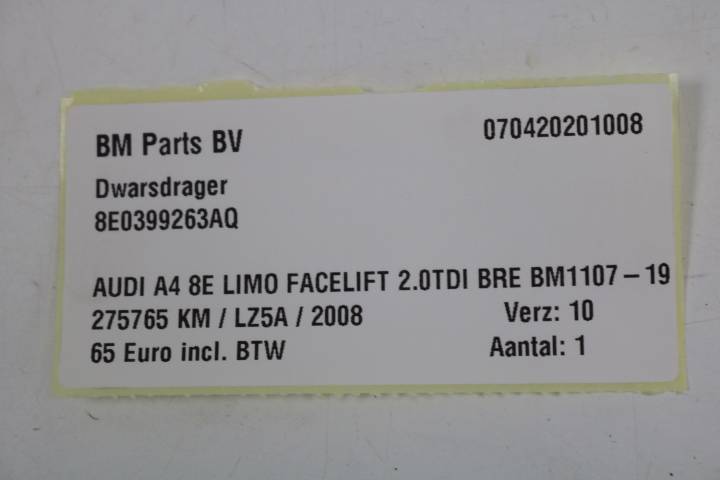 BM Parts BV 070420201008
Dwarsdrager
8E0399263AQ
AUDI A4 8E LIMO FACELIFT 2.0TDI BRE BM1107-19
275765 KM / LZ5A / 2008 Verz: 10
65 Euro incl. BTW Aantal: 1